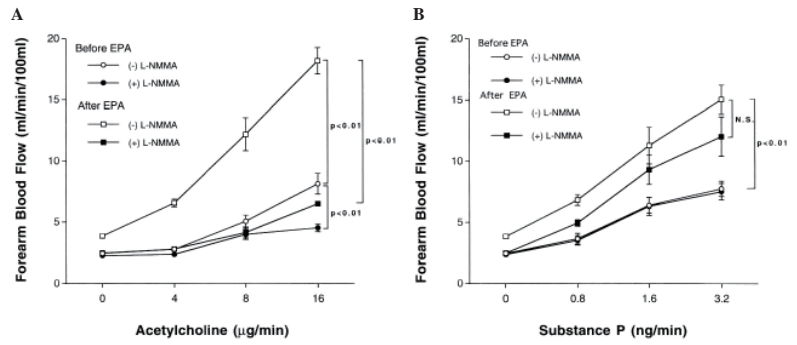 A
Forearm Blood Flow (ml/min/100ml)
20
15
10
5
0
Before EPA
(-) L-NMMA
(+) L-NMMA
After EPA
(-) L-NMMA
(+) L-NMMA
p<0.01
p<0.01
p<0.01
0 4 8 16
Acetylcholine (µg/min)
B
Forearm Blood Flow (ml/min/100ml)
20
15
10
5
0
Before EPA
(-) L-NMMA
(+) L-NMMA
After EPA
(-) L-NMMA
(+) L-NMMA
N.S.
p<0.01
0 0.8 1.6 3.2
Substance P (ng/min)